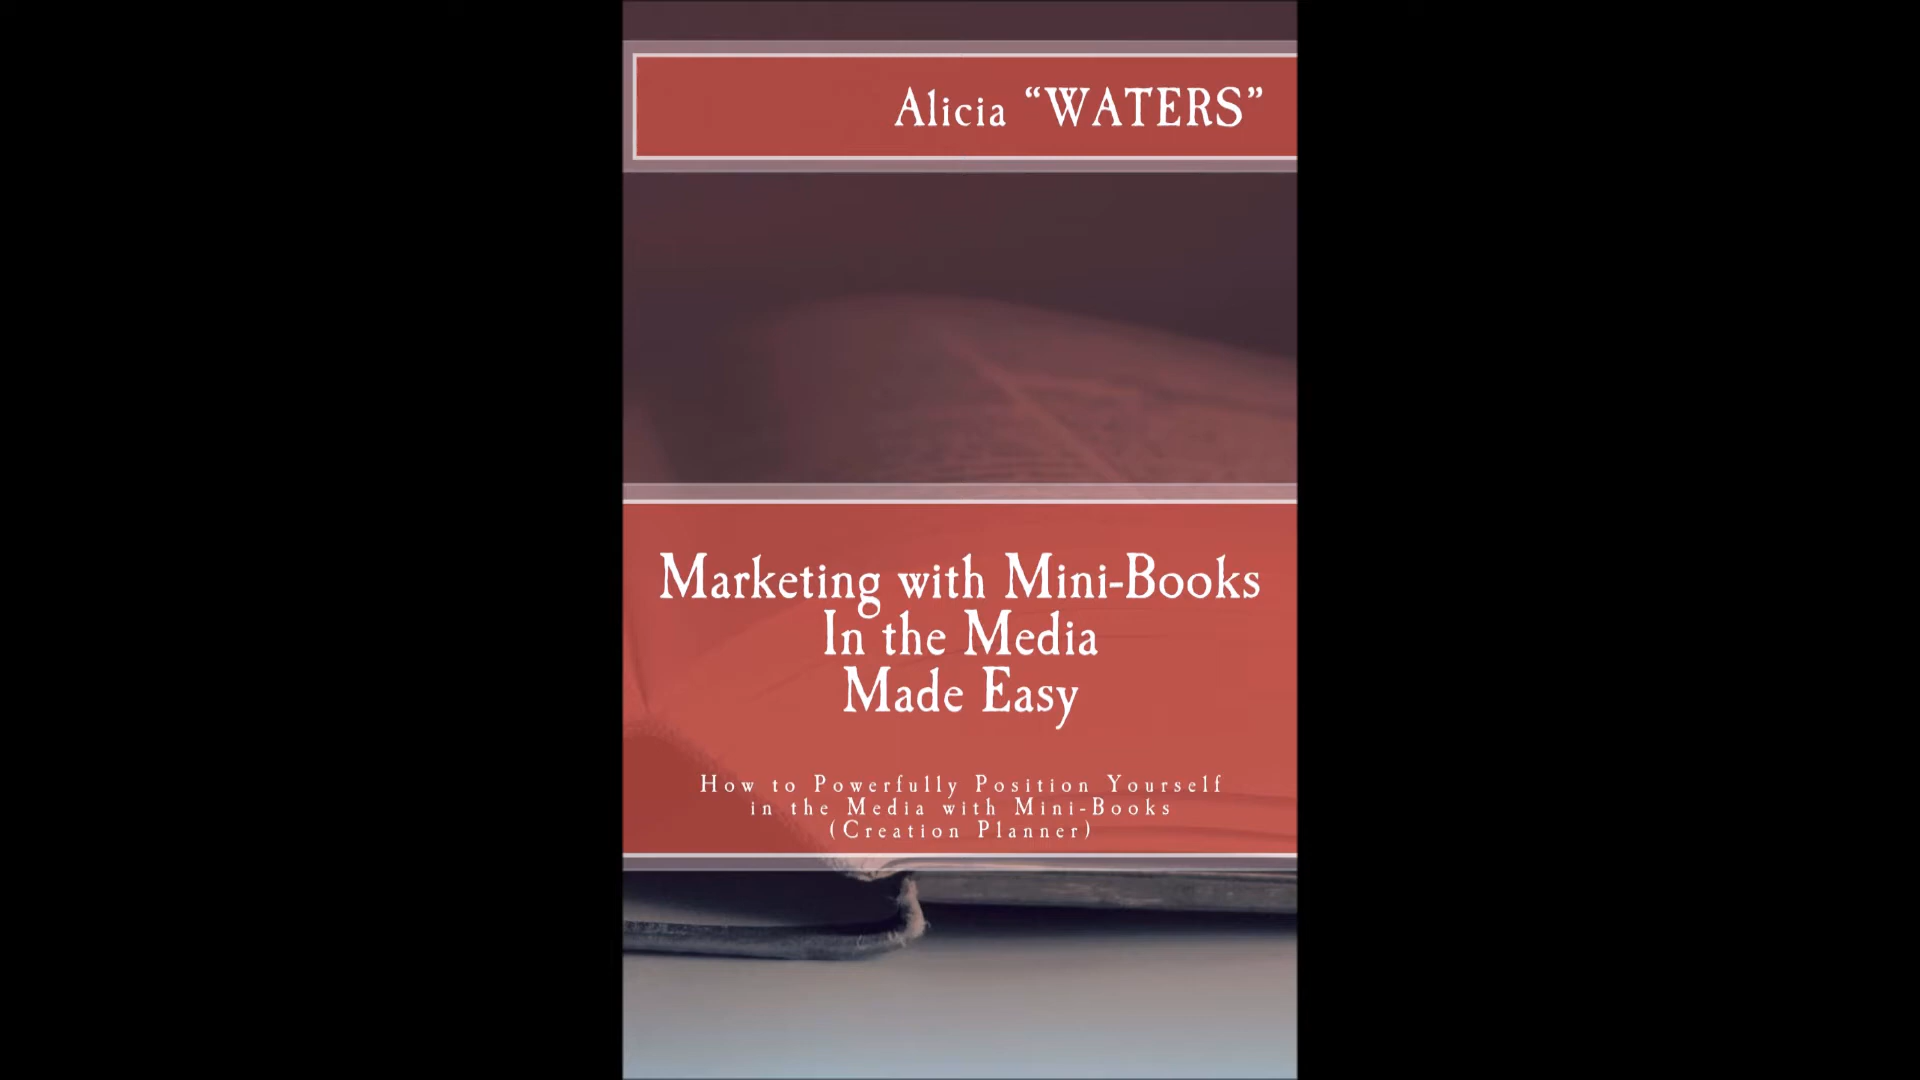 Alicia “WATERS”
Marketing with Mini-Books
In the Media
Made Easy
How to Powerfully Position Yourself
in the Media with Mini-Books
(Creation Planner)